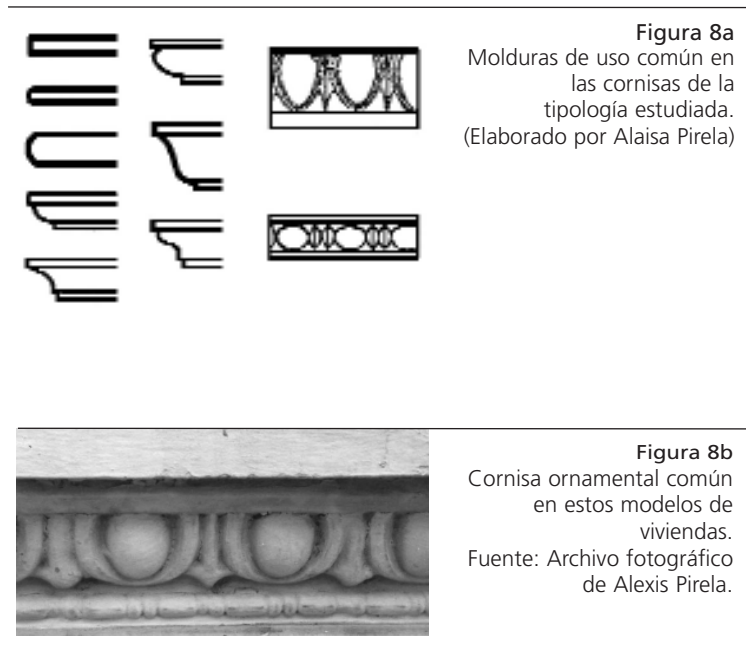 Figura 8a
Molduras de uso común en
las cornisas de la
tipología estudiada.
(Elaborado por Alaisa Pirela)
Figura 8b
Cornisa ornamental común
en estos modelos de
viviendas.
Fuente: Archivo fotográfico
de Alexis Pirela.